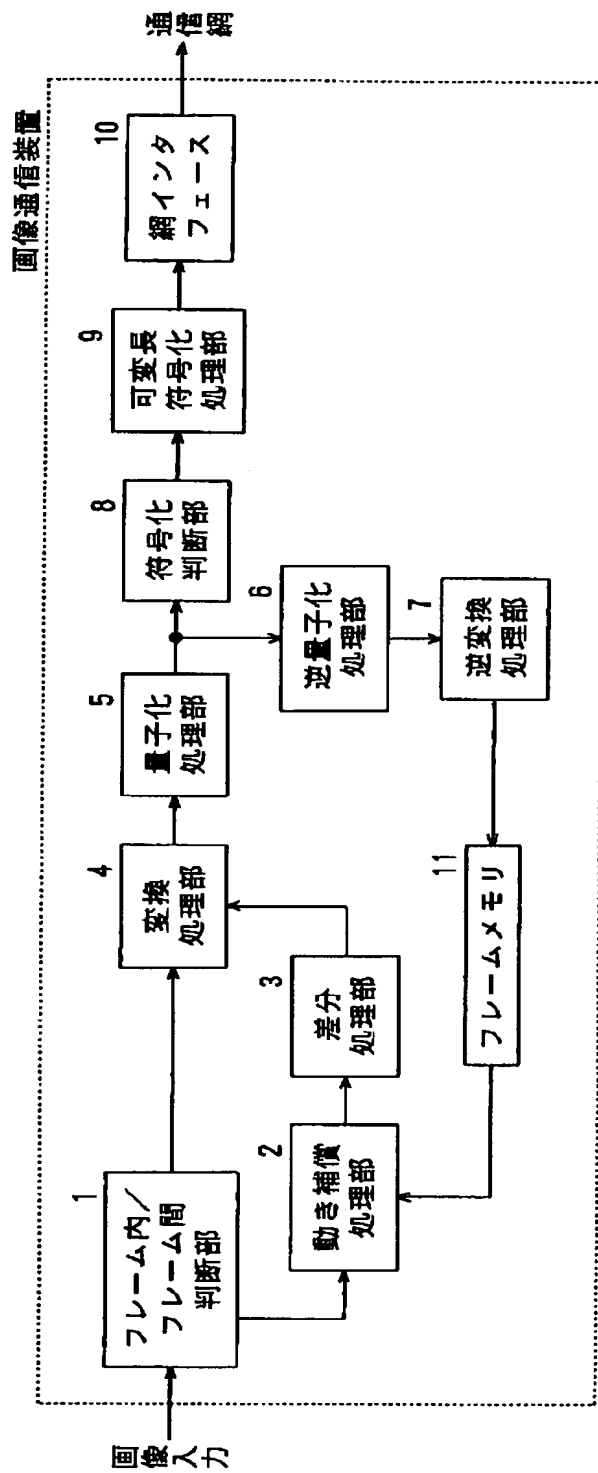 画像通信装置
画像
入力
1
フレーム内／
フレーム間
判断部
2
動き補償
処理部
3
差分
処理部
4
変換
処理部
5
量子化
処理部
6
逆量子化
処理部
7
逆変換
処理部
8
符号化
判断部
9
可変長
符号化
処理部
10
網インタ
フェース
通信網
11
フレームメモリ